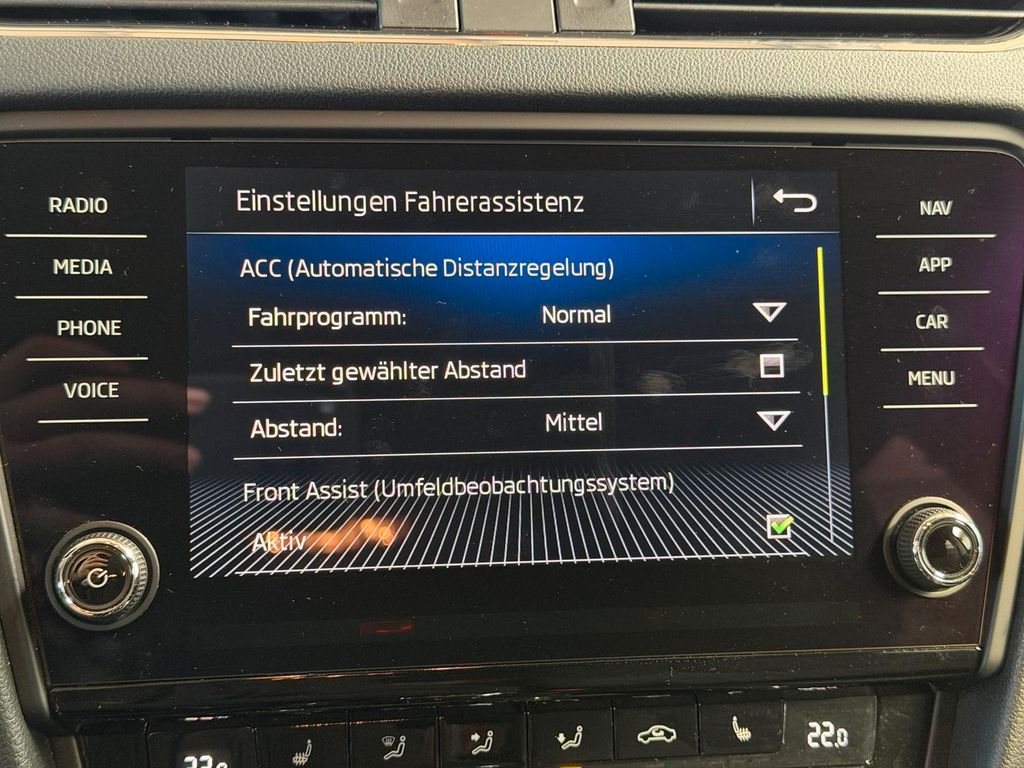 Einstellungen Fahrerassistenz
RADIO
MEDIA
PHONE
VOICE
ACC (Automatische Distanzregelung)
Fahrprogramm: Normal
Zuletzt gewählter Abstand
Abstand: Mittel
Front Assist (Umfeldbeobachtungssystem)
Aktiv
NAV
APP
CAR
MENU
22.0